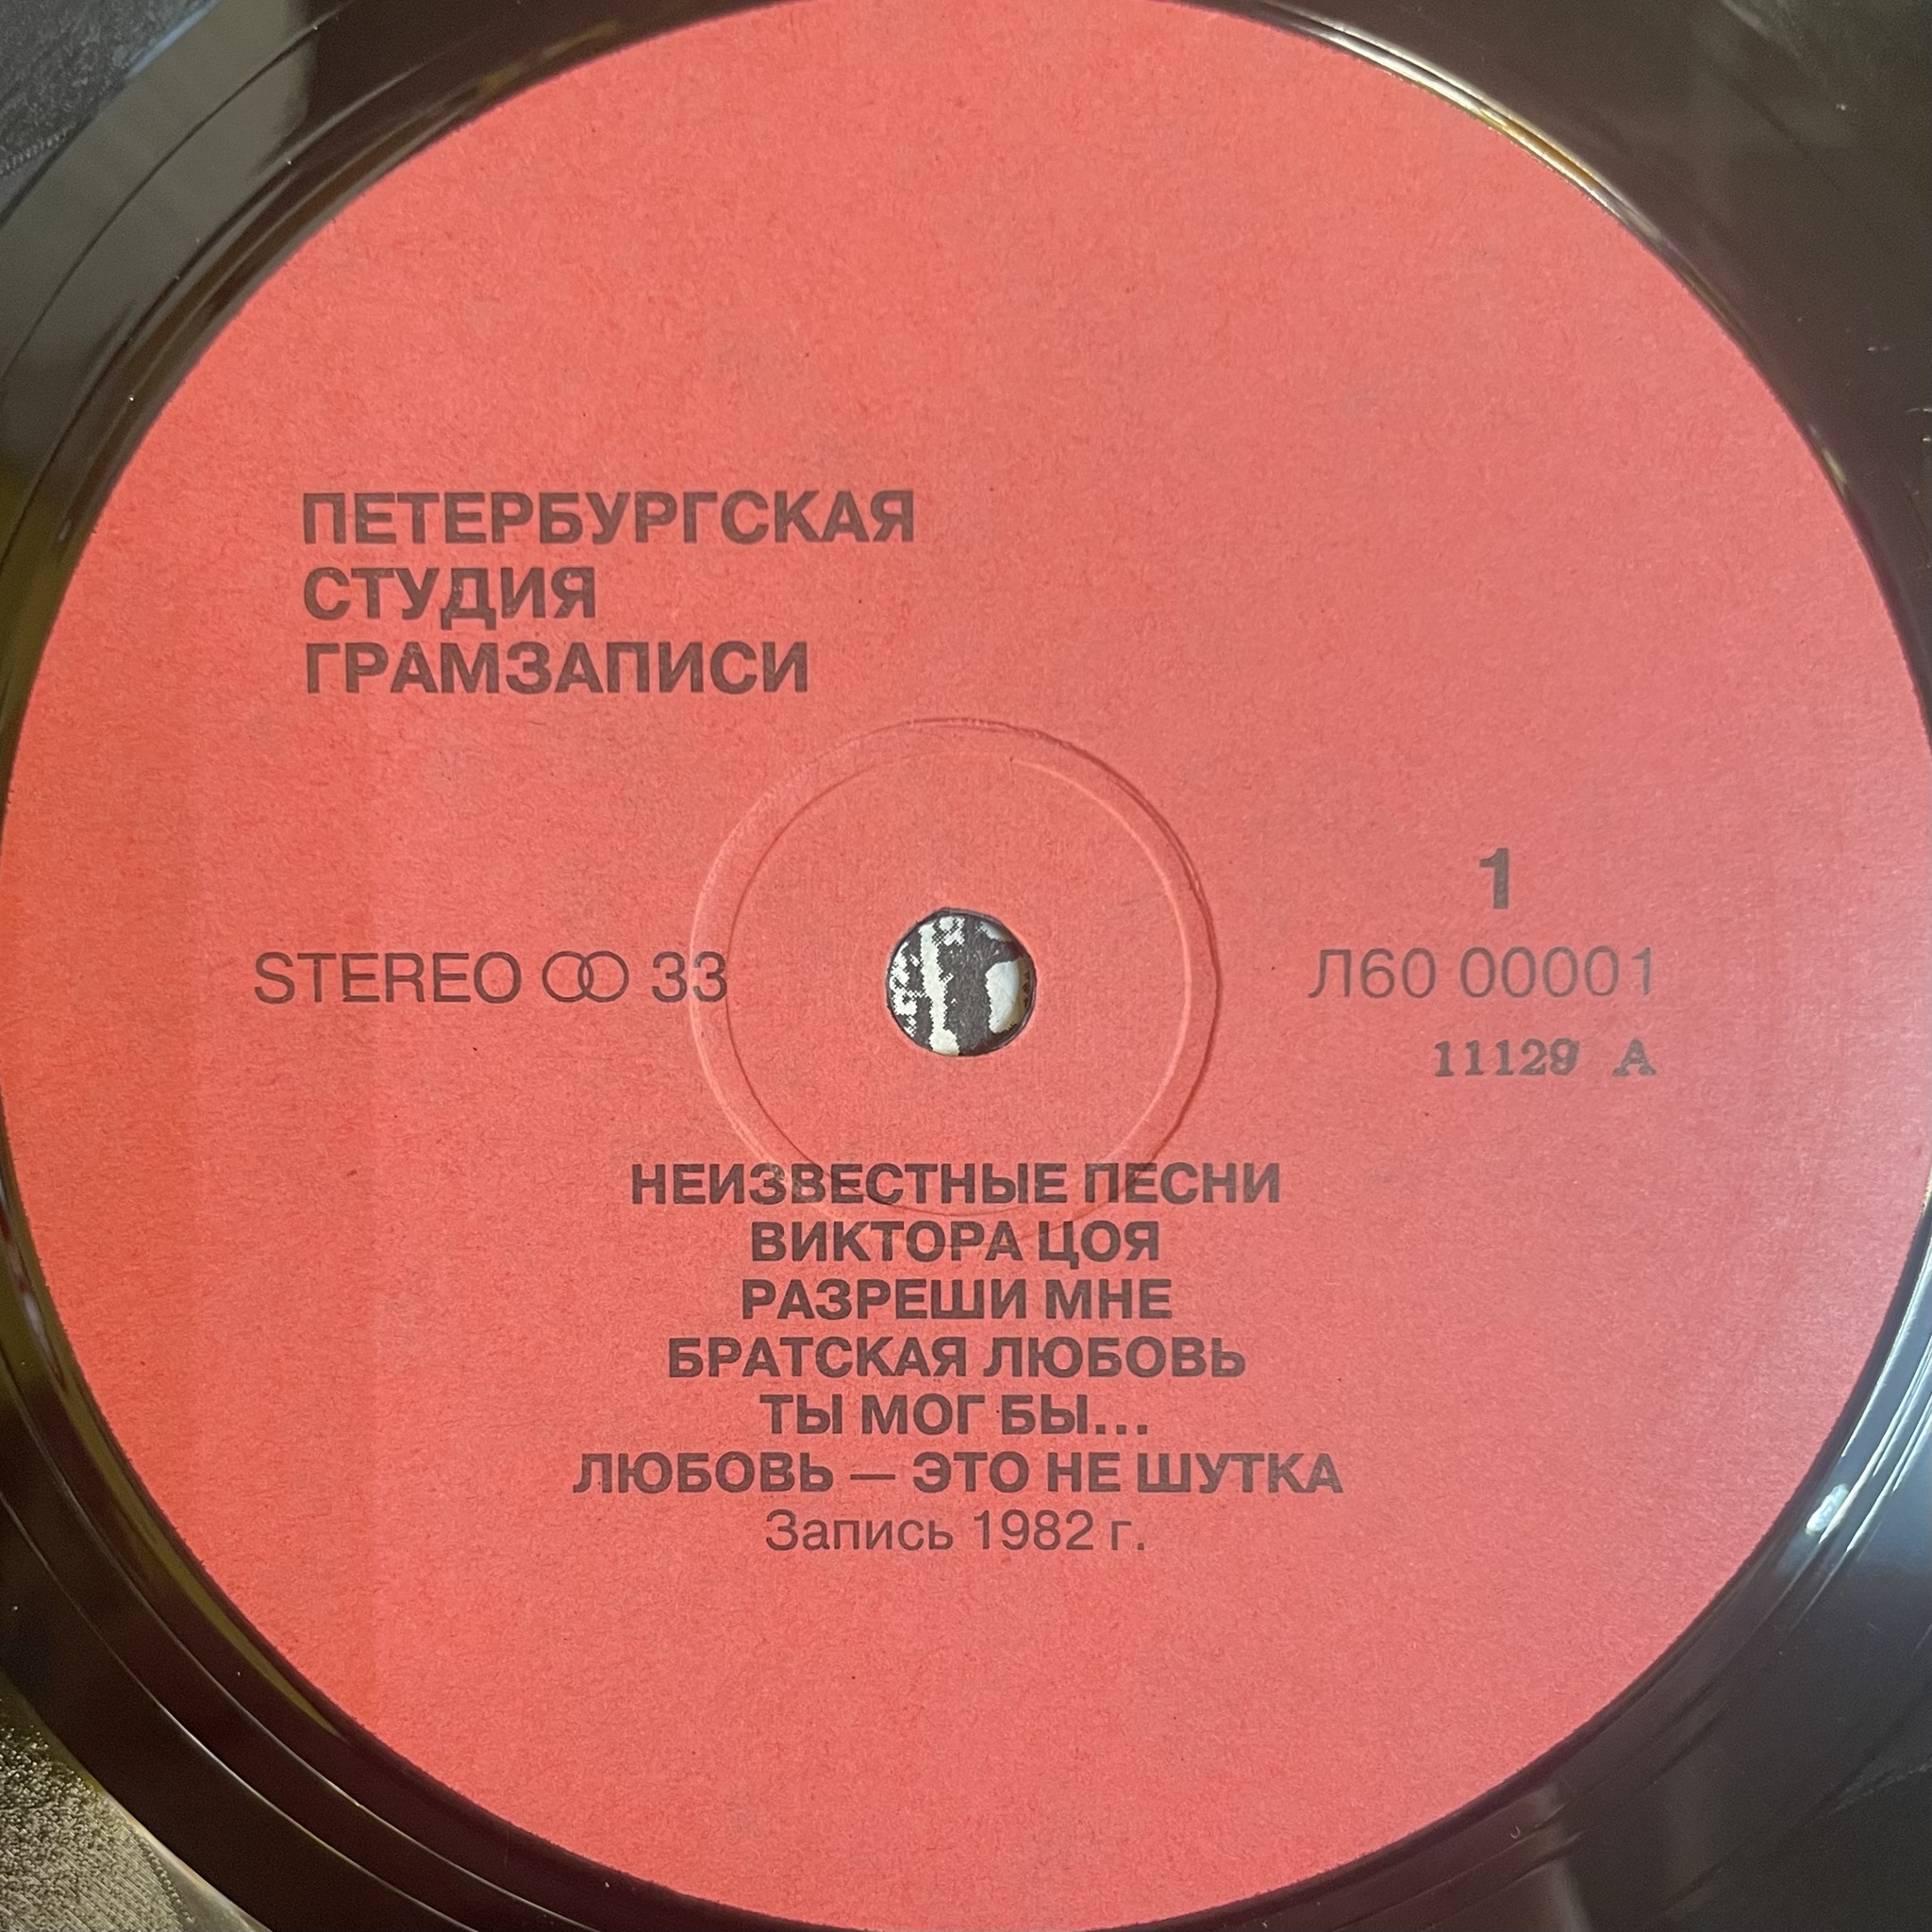 ПЕТЕРБУРГСКАЯ
СТУДИЯ
ГРАМЗАПИСИ
1
STEREO 33
Л60 00001
11129 A
НЕИЗВЕСТНЫЕ ПЕСНИ
ВИКТОРА ЦОЯ
РАЗРЕШИ МНЕ
БРАТСКАЯ ЛЮБОВЬ
ТЫ МОГ БЫ...
ЛЮБОВЬ — ЭТО НЕ ШУТКА
Запись 1982 г.